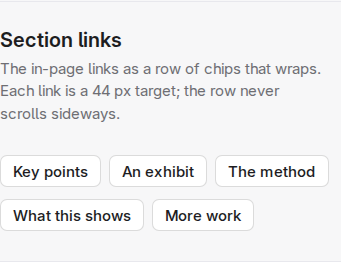 Section links
The in-page links as a row of chips that wraps.
Each link is a 44 px target; the row never
scrolls sideways.
Key points An exhibit The method
What this shows More work